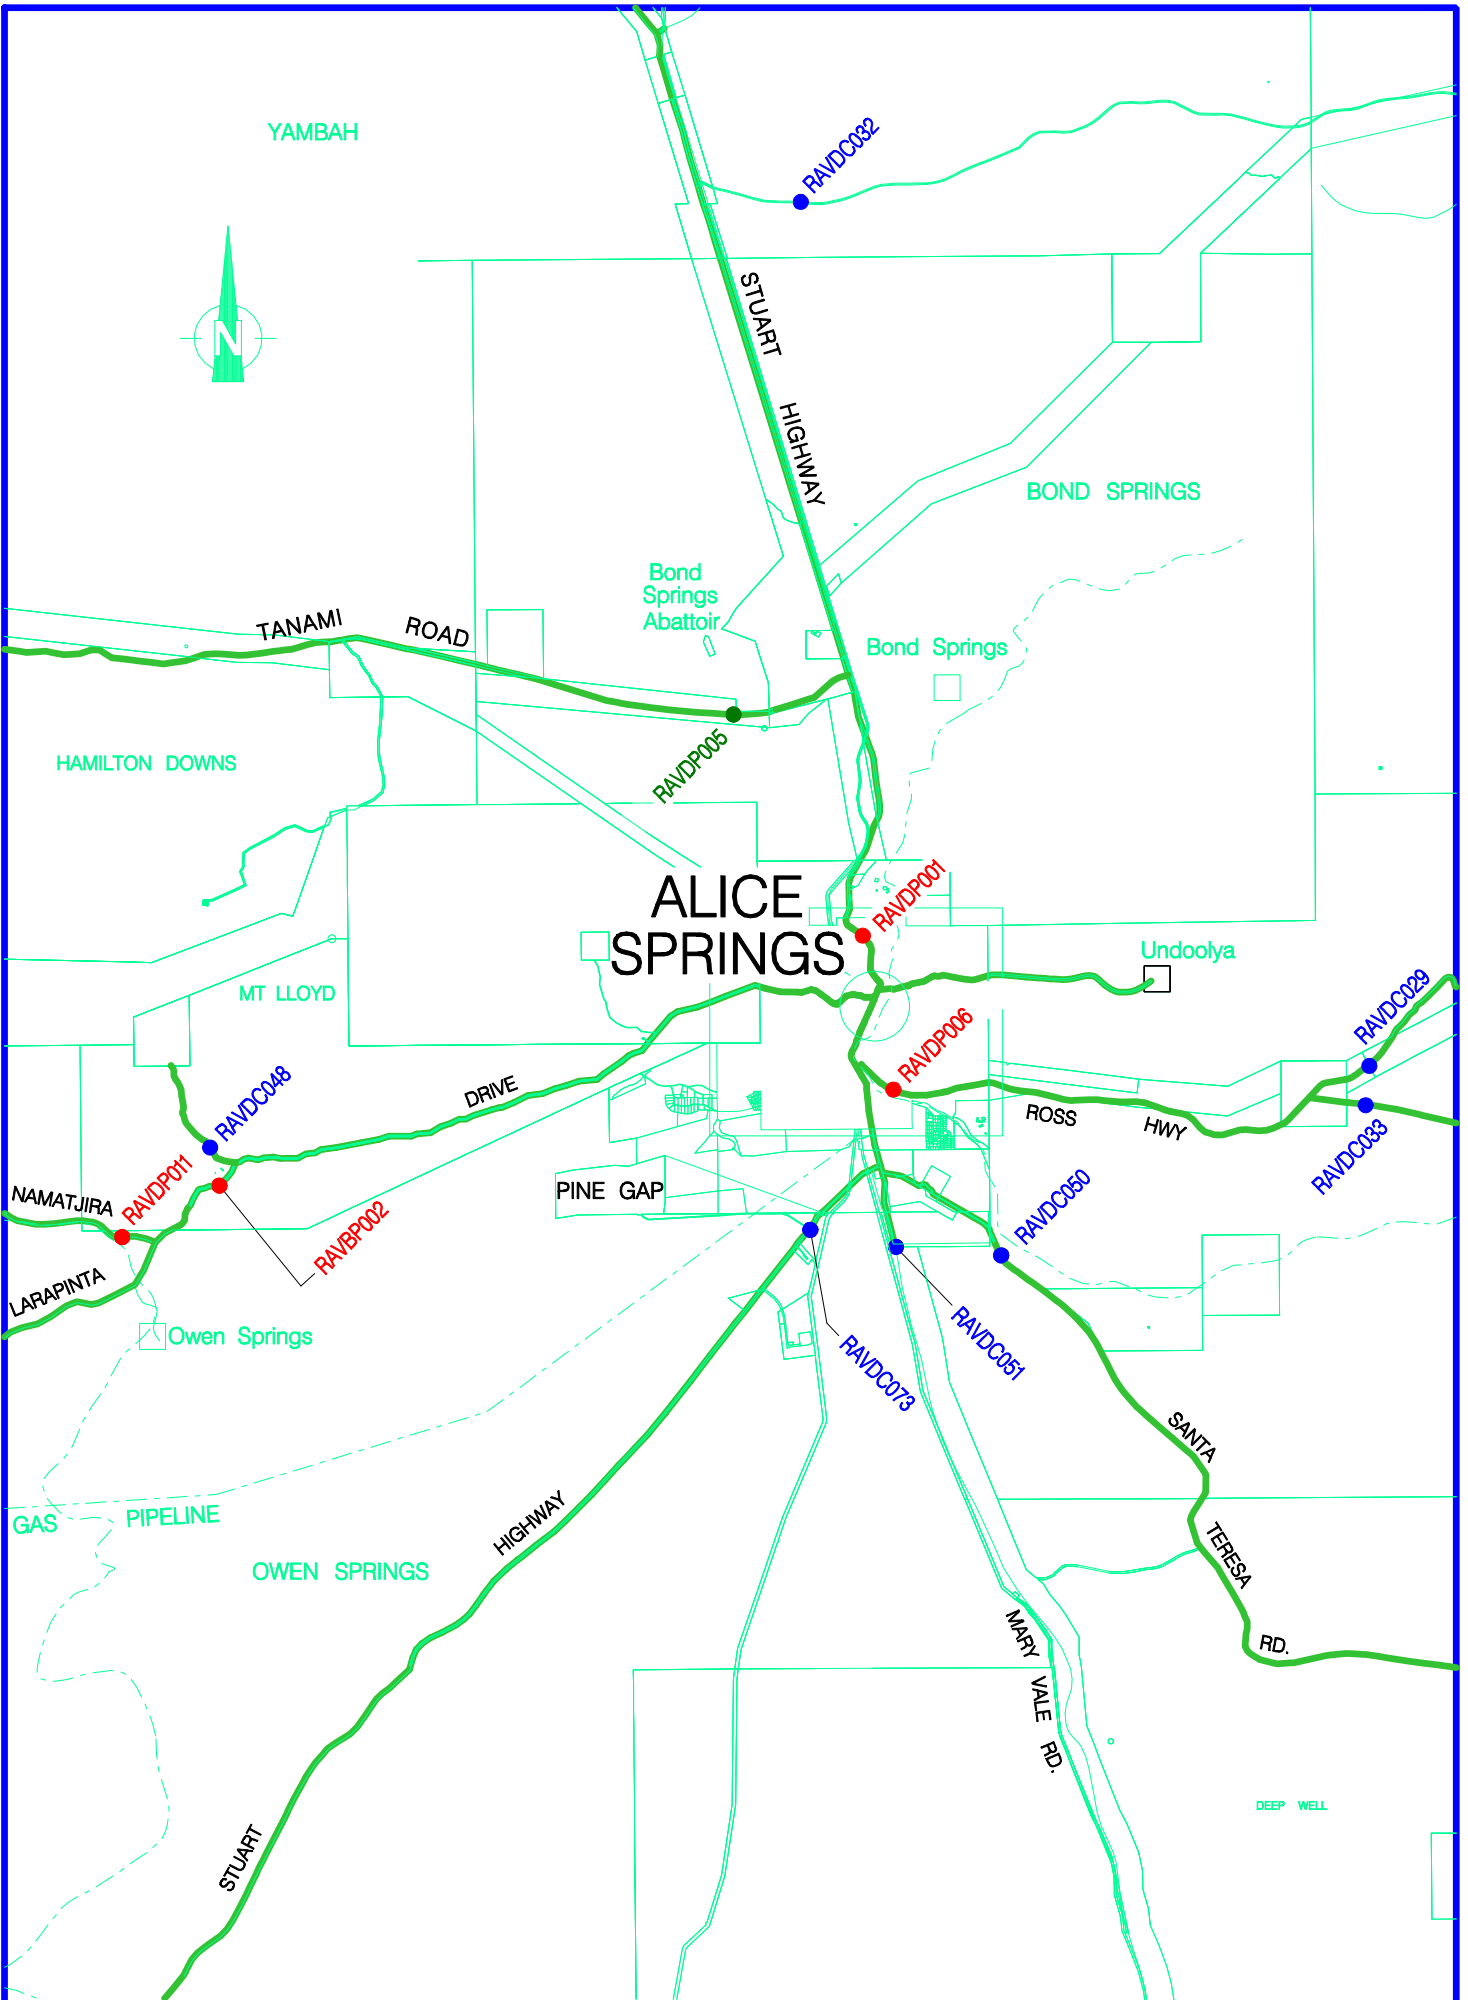 YAMBAH
RAVDC032
N
STUART
HIGHWAY
BOND SPRINGS
Bond
Springs
Abattoir
TANAMI ROAD
Bond Springs
RAVDP005
HAMILTON DOWNS
ALICE
SPRINGS
RAVDP001
Undoolya
MT LLOYD
RAVDC029
RAVDP006
DRIVE
RAVDC048
ROSS HWY
RAVDC033
RAVDP011
NAMATJIRA
PINE GAP
RAVDC050
RAVBP002
LARAPINTA
Owen Springs
RAVDC051
RAVDC073
SANTA
TERESA
RD.
GAS PIPELINE
HIGHWAY
OWEN SPRINGS
MARY
VALE
RD.
DEEP WELL
STUART